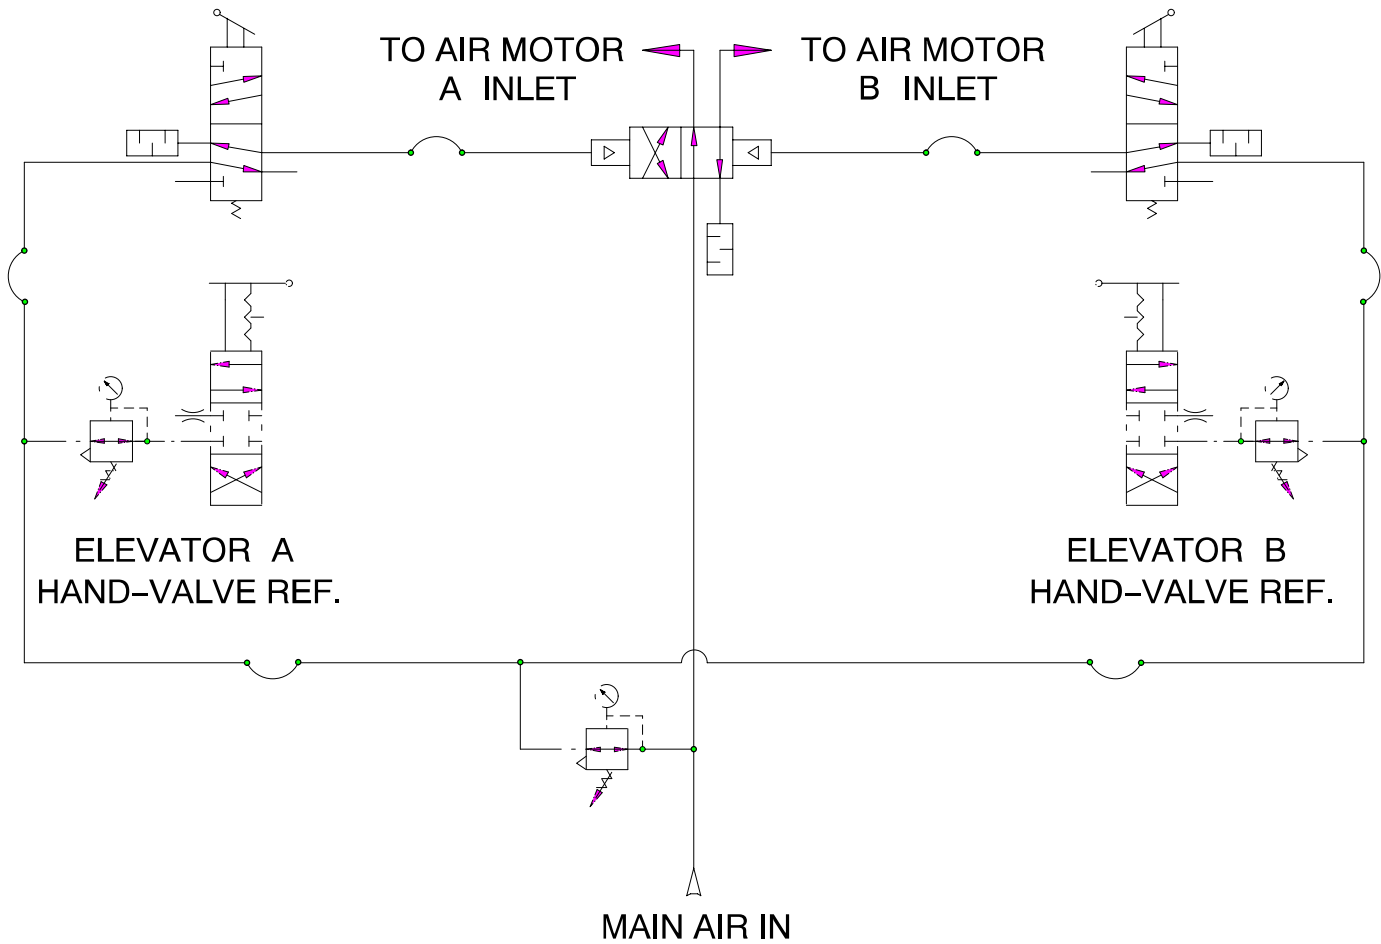 TO AIR MOTOR
A INLET
TO AIR MOTOR
B INLET
ELEVATOR A
HAND–VALVE REF.
ELEVATOR B
HAND–VALVE REF.
MAIN AIR IN